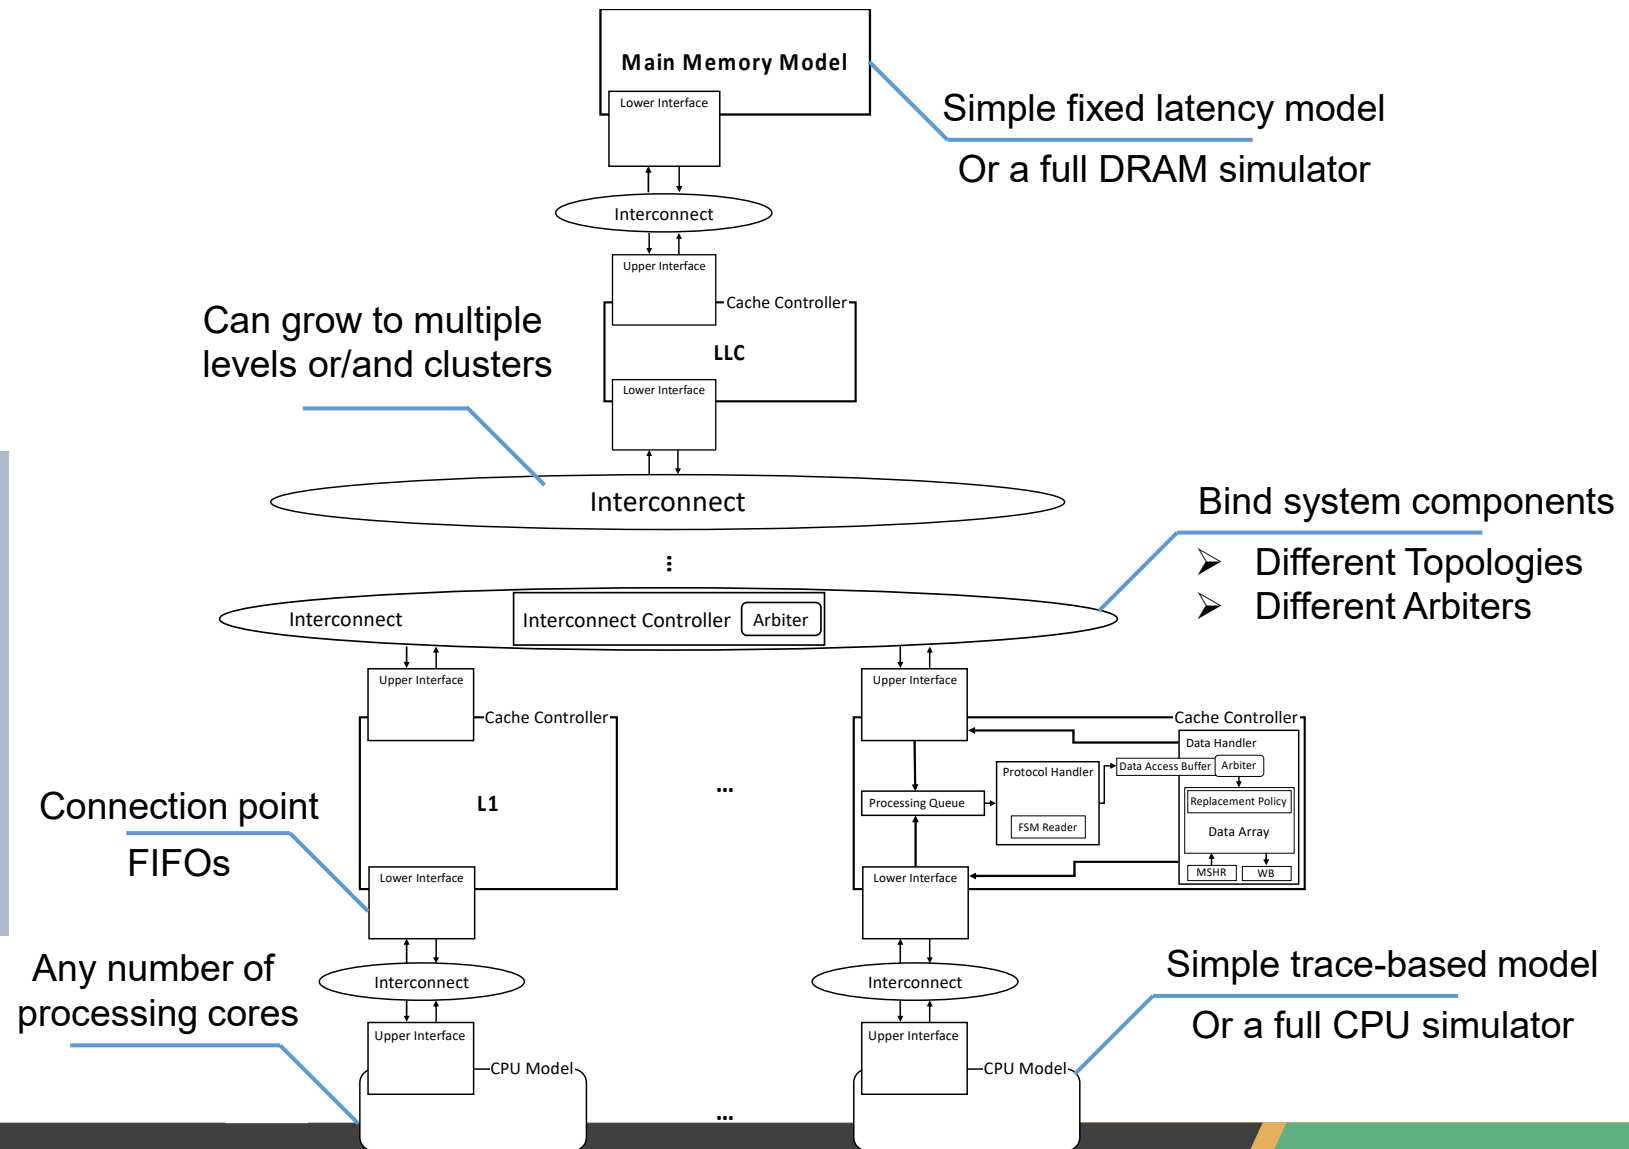 Main Memory Model
Lower Interface
Simple fixed latency model
Or a full DRAM simulator
Interconnect
Upper Interface
Cache Controller
LLC
Lower Interface
Can grow to multiple
levels or/and clusters
Interconnect
Bind system components
➢ Different Topologies
➢ Different Arbiters
...
Interconnect
Interconnect Controller
Arbiter
Upper Interface
Cache Controller
L1
Lower Interface
Connection point
FIFOs
...
Upper Interface
Cache Controller
Data Handler
Protocol Handler
Data Access Buffer
Arbiter
Processing Queue
FSM Reader
Replacement Policy
Data Array
MSHR
WB
Lower Interface
Any number of
processing cores
Interconnect
Upper Interface
CPU Model
...
Interconnect
Upper Interface
CPU Model
Simple trace-based model
Or a full CPU simulator